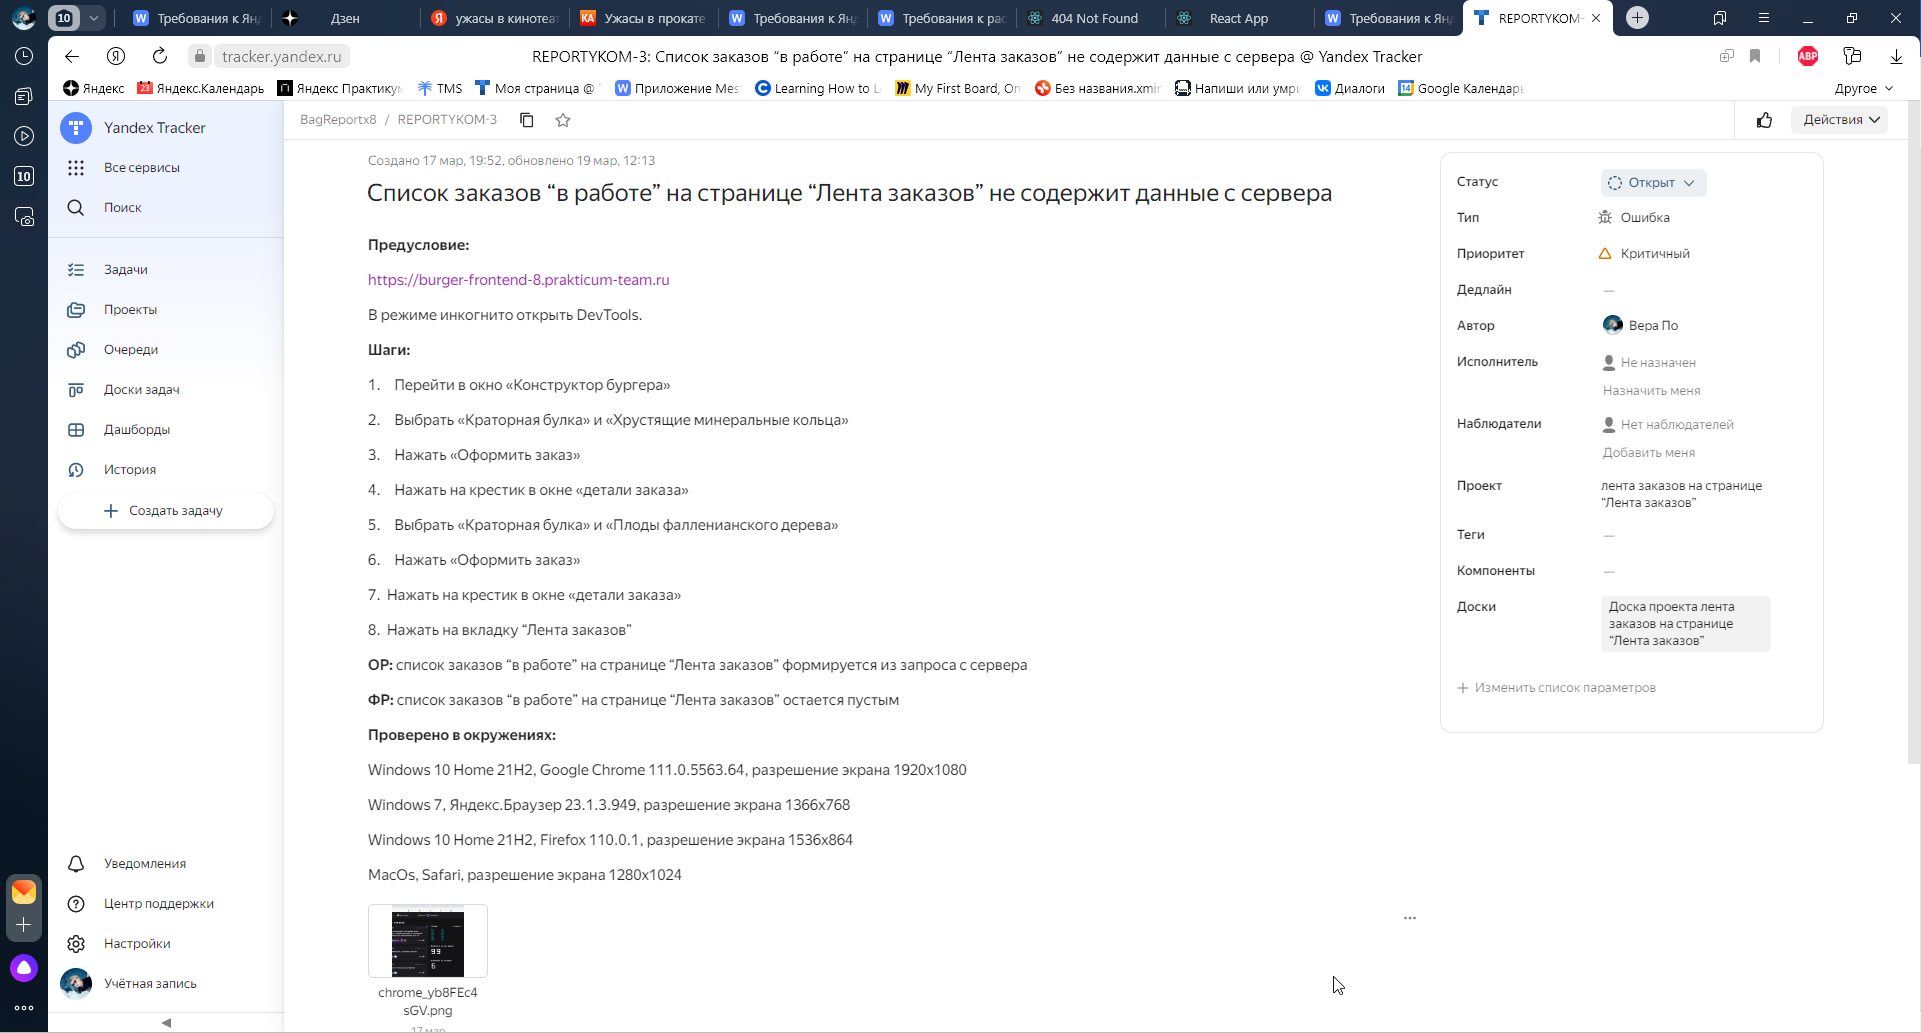 10
Требования к Янд
Дзен
ужасы в кинотеат
Ужасы в прокате
Требования к Янд
Требования к рас
404 Not Found
React App
Требования к Янд
REPORTYKOM-
tracker.yandex.ru
REPORTYKOM-3: Список заказов “в работе” на странице “Лента заказов” не содержит данные с сервера @ Yandex Tracker
ABP
Яндекс
Яндекс.Календарь
Яндекс Практикум
TMS
Моя страница @
Приложение Mes
Learning How to L
My First Board, On
Без названия.xmin
Напиши или умри
Диалоги
Google Календарь
Другое
10
Yandex Tracker
Все сервисы
Поиск
Задачи
Проекты
Очереди
Доски задач
Дашборды
История
Создать задачу
Уведомления
Центр поддержки
Настройки
Учётная запись
BagReportx8 / REPORTYKOM-3
Действия
Создано 17 мар, 19:52, обновлено 19 мар, 12:13
Список заказов “в работе” на странице “Лента заказов” не содержит данные с сервера
Предусловие:
https://burger-frontend-8.prakticum-team.ru
В режиме инкогнито открыть DevTools.
Шаги:
1. Перейти в окно «Конструктор бургера»
2. Выбрать «Краторная булка» и «Хрустящие минеральные кольца»
3. Нажать «Оформить заказ»
4. Нажать на крестик в окне «детали заказа»
5. Выбрать «Краторная булка» и «Плоды фалленианского дерева»
6. Нажать «Оформить заказ»
7. Нажать на крестик в окне «детали заказа»
8. Нажать на вкладку “Лента заказов”
ОР: список заказов “в работе” на странице “Лента заказов” формируется из запроса с сервера
ФР: список заказов “в работе” на странице “Лента заказов” остается пустым
Проверено в окружениях:
Windows 10 Home 21H2, Google Chrome 111.0.5563.64, разрешение экрана 1920x1080
Windows 7, Яндекс.Браузер 23.1.3.949, разрешение экрана 1366x768
Windows 10 Home 21H2, Firefox 110.0.1, разрешение экрана 1536x864
MacOs, Safari, разрешение экрана 1280x1024
chrome_yb8FEc4
sGV.png
17 мар
Статус
Открыт
Тип
Ошибка
Приоритет
Критичный
Дедлайн
—
Автор
Вера По
Исполнитель
Не назначен
Назначить меня
Наблюдатели
Нет наблюдателей
Добавить меня
Проект
лента заказов на странице
“Лента заказов”
Теги
—
Компоненты
—
Доски
Доска проекта лента
заказов на странице
“Лента заказов”
Изменить список параметров